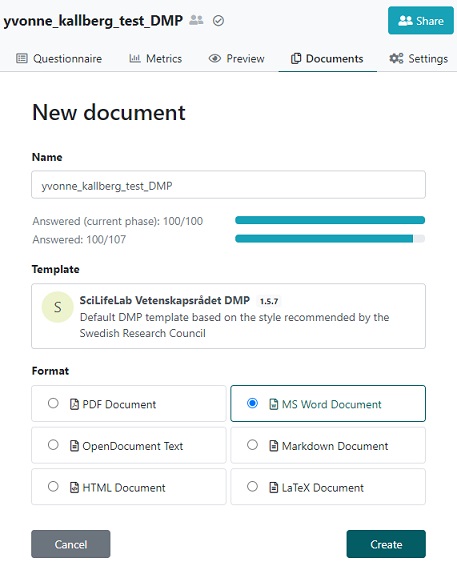 yvonne_kallberg_test_DMP
Share
Questionnaire Metrics Preview Documents Settings
New document
Name
yvonne_kallberg_test_DMP
Answered (current phase): 100/100
Answered: 100/107
Template
S
SciLifeLab Vetenskapsrådet DMP 1.5.7
Default DMP template based on the style recommended by the
Swedish Research Council
Format
PDF Document MS Word Document
OpenDocument Text Markdown Document
HTML Document LaTeX Document
Cancel Create